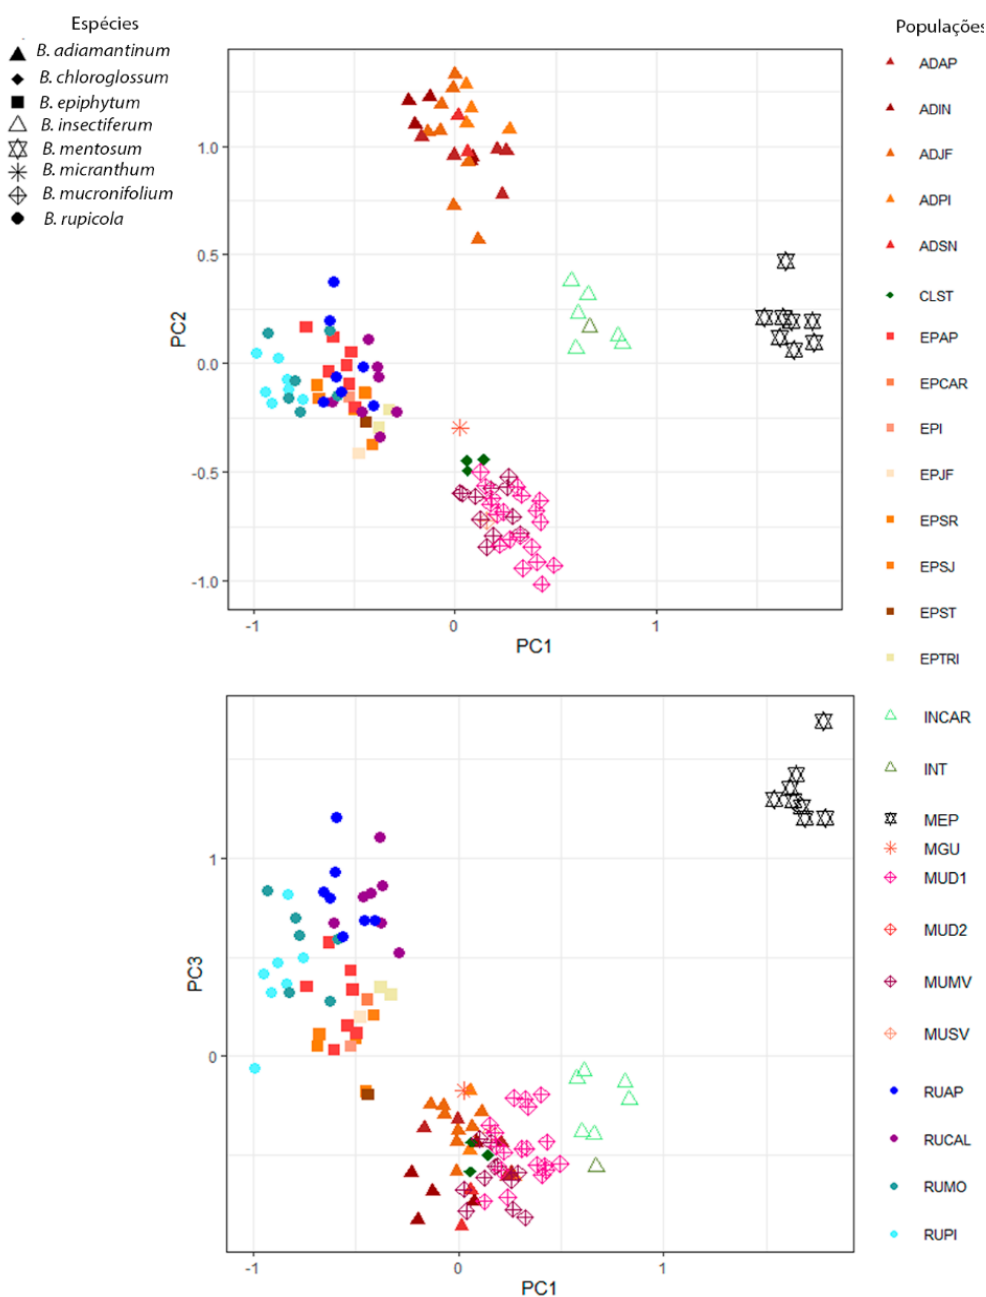 Espécies
B. adiamantinum
B. chloroglossum
B. epiphytum
B. insectiferum
B. mentosum
B. micranthum
B. mucronifolium
B. rupicola
PC2
1.0
0.5
0.0
-0.5
-1.0
-1
0
1
PC1
PC3
1
0
-1
0
1
PC1
Populações
ADAP
ADIN
ADJF
ADPI
ADSN
CLST
EPAP
EPCAR
EPI
EPJF
EPSR
EPSJ
EPST
EPTRI
INCAR
INT
MEP
MGU
MUD1
MUD2
MUMV
MUSV
RUAP
RUCAL
RUMO
RUPI